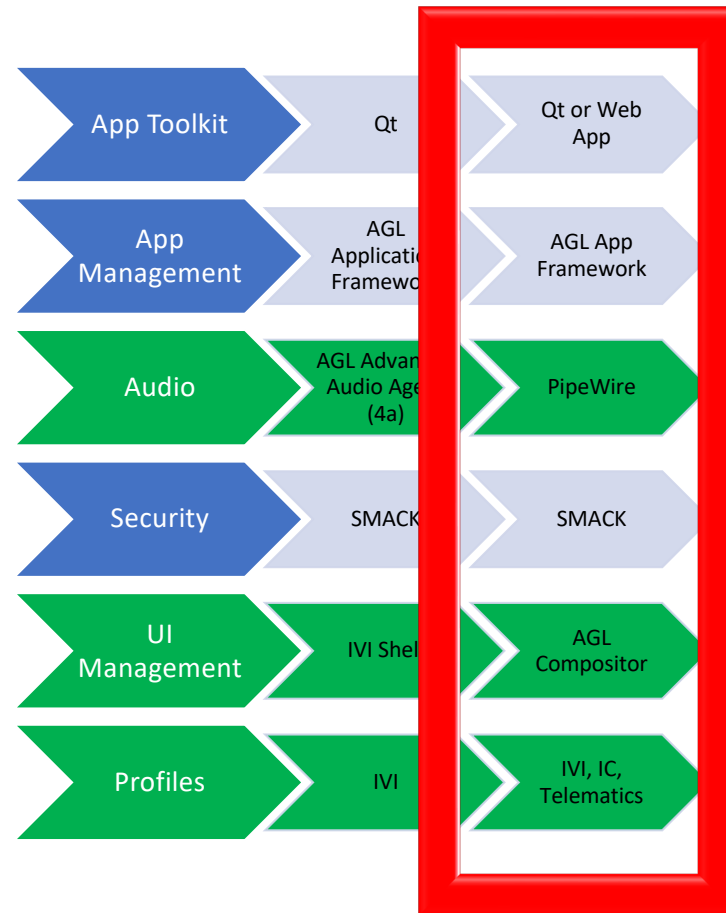 App Toolkit
Qt
Qt or Web
App
App
Management
AGL
Applicatio
Framewo
AGL App
Framework
Audio
AGL Advan
Audio Age
(4a)
PipeWire
Security
SMACK
SMACK
UI
Management
IVI Shel
AGL
Compositor
Profiles
IVI
IVI, IC,
Telematics